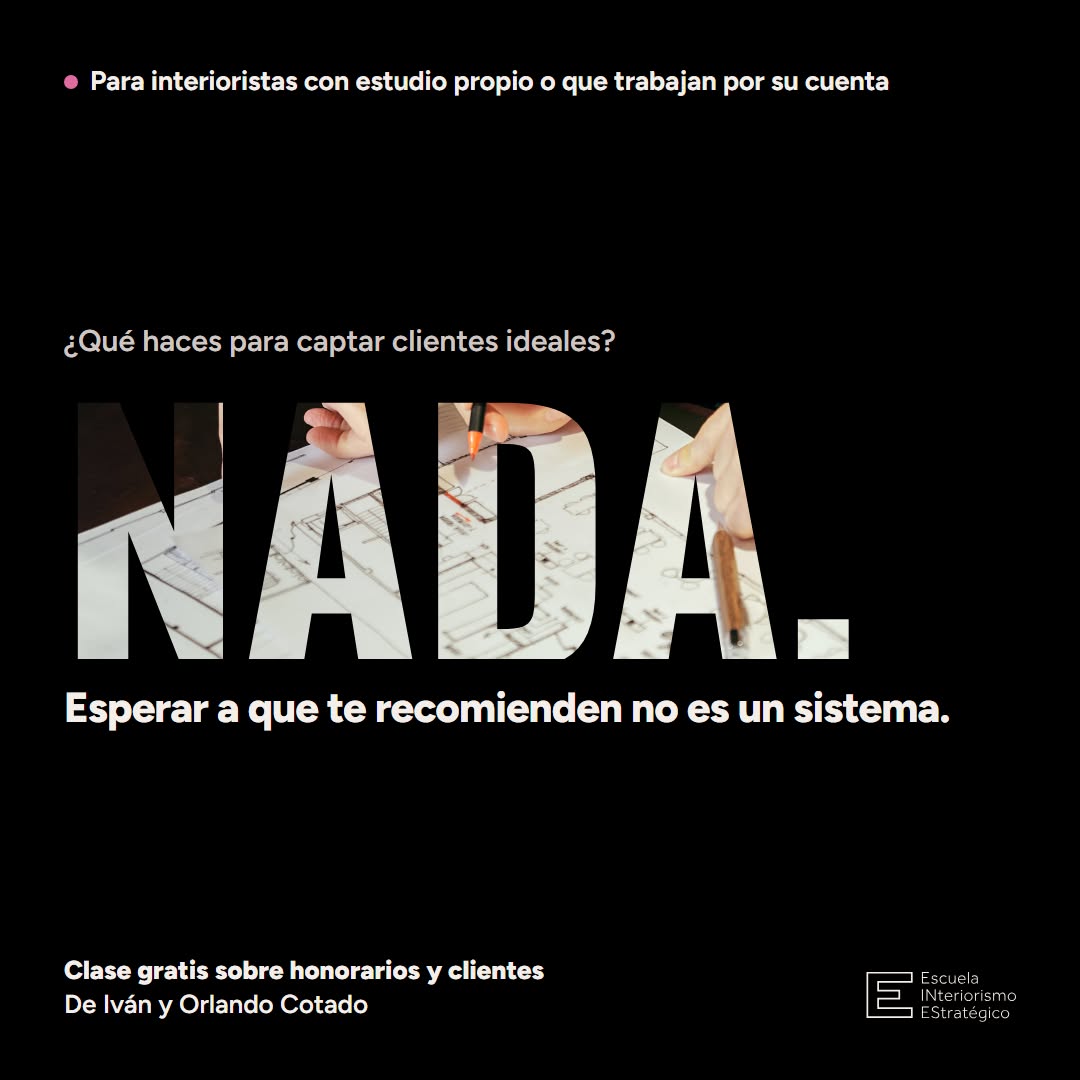 Para interioristas con estudio propio o que trabajan por su cuenta
¿Qué haces para captar clientes ideales?
NADA.
Esperar a que te recomienden no es un sistema.
Clase gratis sobre honorarios y clientes
De Iván y Orlando Cotado
Escuela
INteriorismo
EStratégico